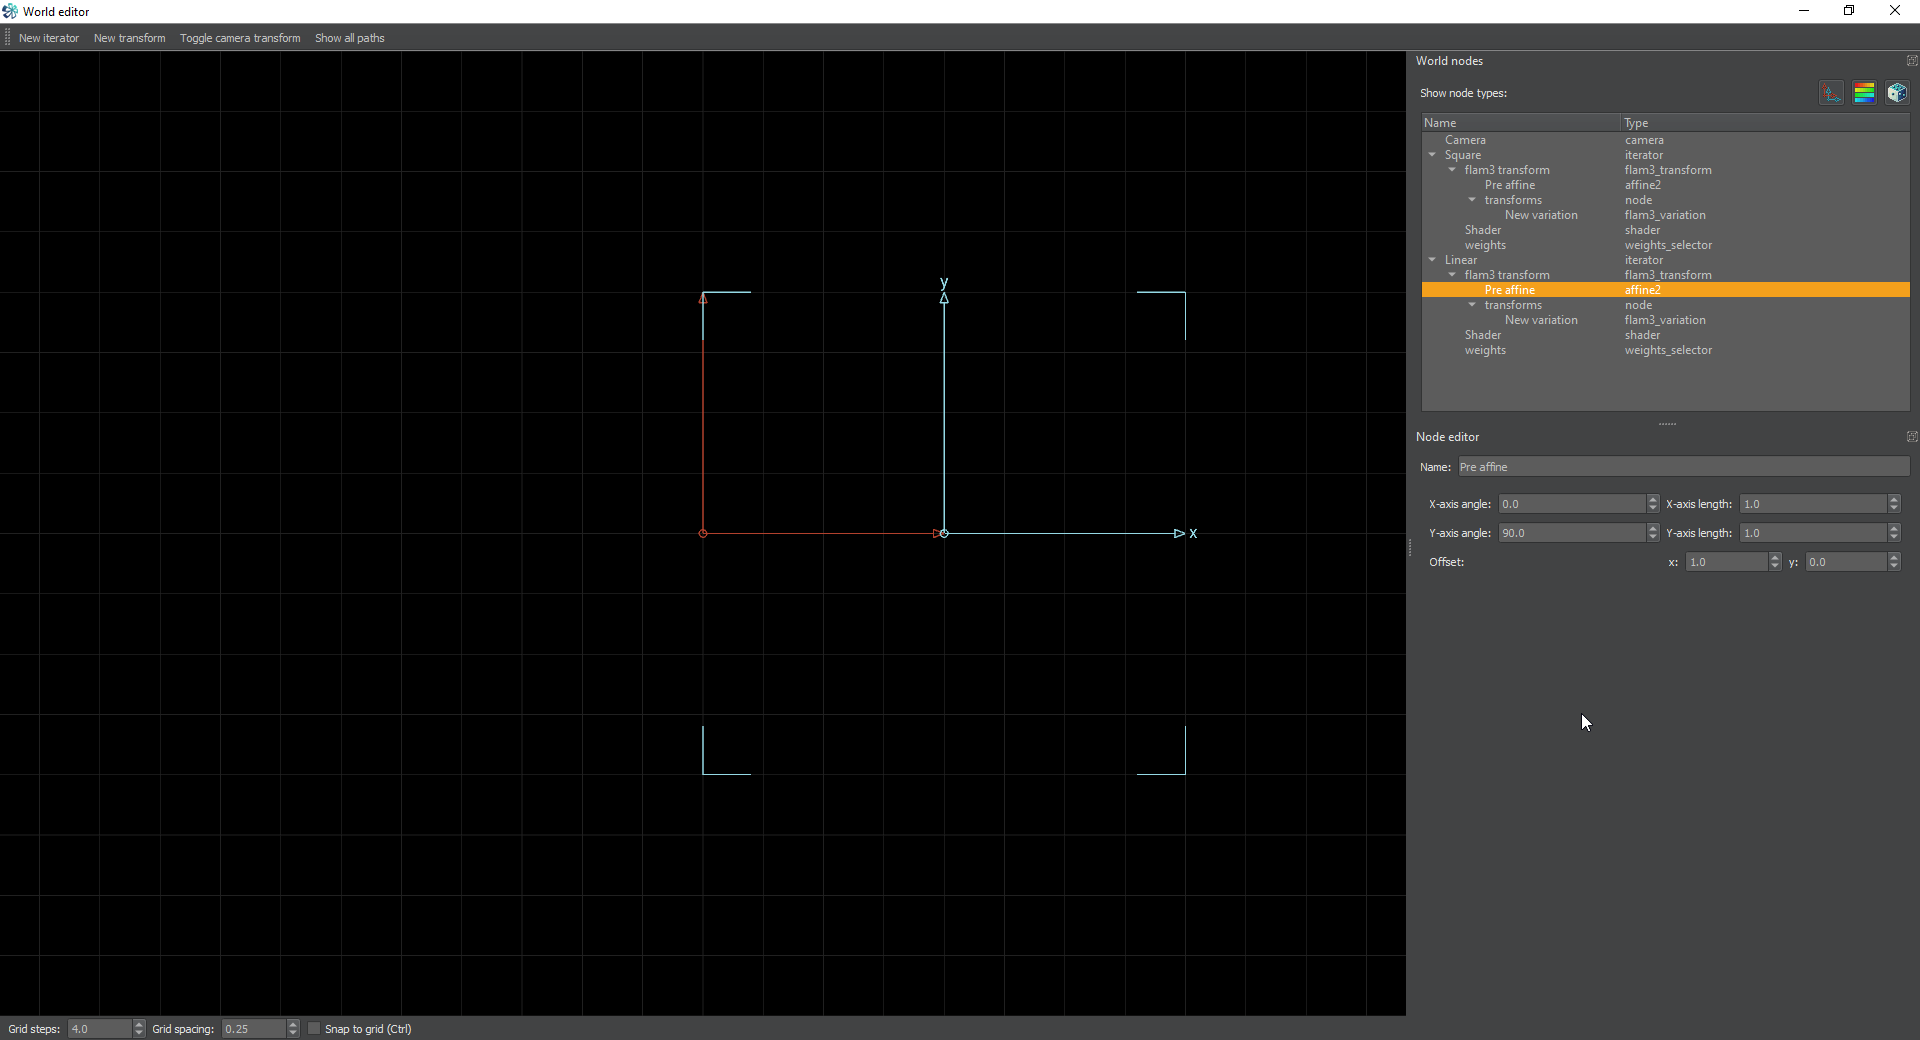 World editor
New iterator New transform Toggle camera transform Show all paths
World nodes
Show node types:
Name Type
Camera camera
Square iterator
flam3 transform flam3_transform
Pre affine affine2
transforms node
New variation flam3_variation
Shader shader
weights weights_selector
Linear iterator
flam3 transform flam3_transform
Pre affine affine2
transforms node
New variation flam3_variation
Shader shader
weights weights_selector
y
x
Node editor
Name: Pre affine
X-axis angle: 0.0 X-axis length: 1.0
Y-axis angle: 90.0 Y-axis length: 1.0
Offset: x: 1.0 y: 0.0
Grid steps: 4.0 Grid spacing: 0.25 Snap to grid (Ctrl)